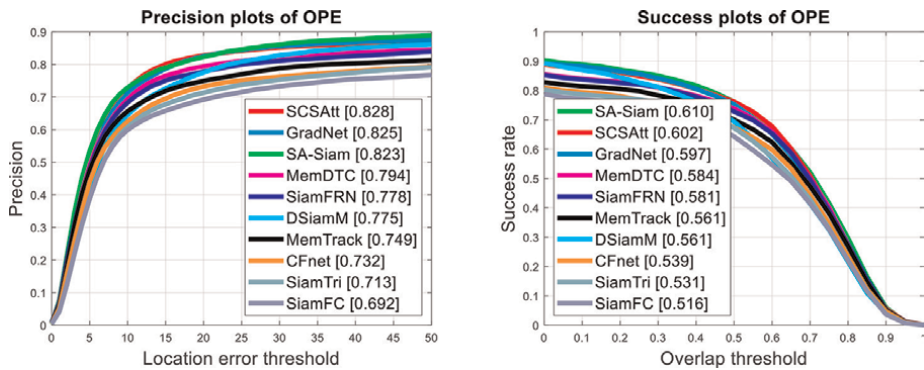 Precision plots of OPE
0.9
0.8
0.7
0.6
0.5
0.4
0.3
0.2
0.1
0
Precision
SCSAtt [0.828]
GradNet [0.825]
SA-Siam [0.823]
MemDTC [0.794]
SiamFRN [0.778]
DSiamM [0.775]
MemTrack [0.749]
CFnet [0.732]
SiamTri [0.713]
SiamFC [0.692]
0 5 10 15 20 25 30 35 40 45 50
Location error threshold
Success plots of OPE
1
0.9
0.8
0.7
0.6
0.5
0.4
0.3
0.2
0.1
0
Success rate
SA-Siam [0.610]
SCSAtt [0.602]
GradNet [0.597]
MemDTC [0.584]
SiamFRN [0.581]
MemTrack [0.561]
DSiamM [0.561]
CFnet [0.539]
SiamTri [0.531]
SiamFC [0.516]
0 0.1 0.2 0.3 0.4 0.5 0.6 0.7 0.8 0.9
Overlap threshold